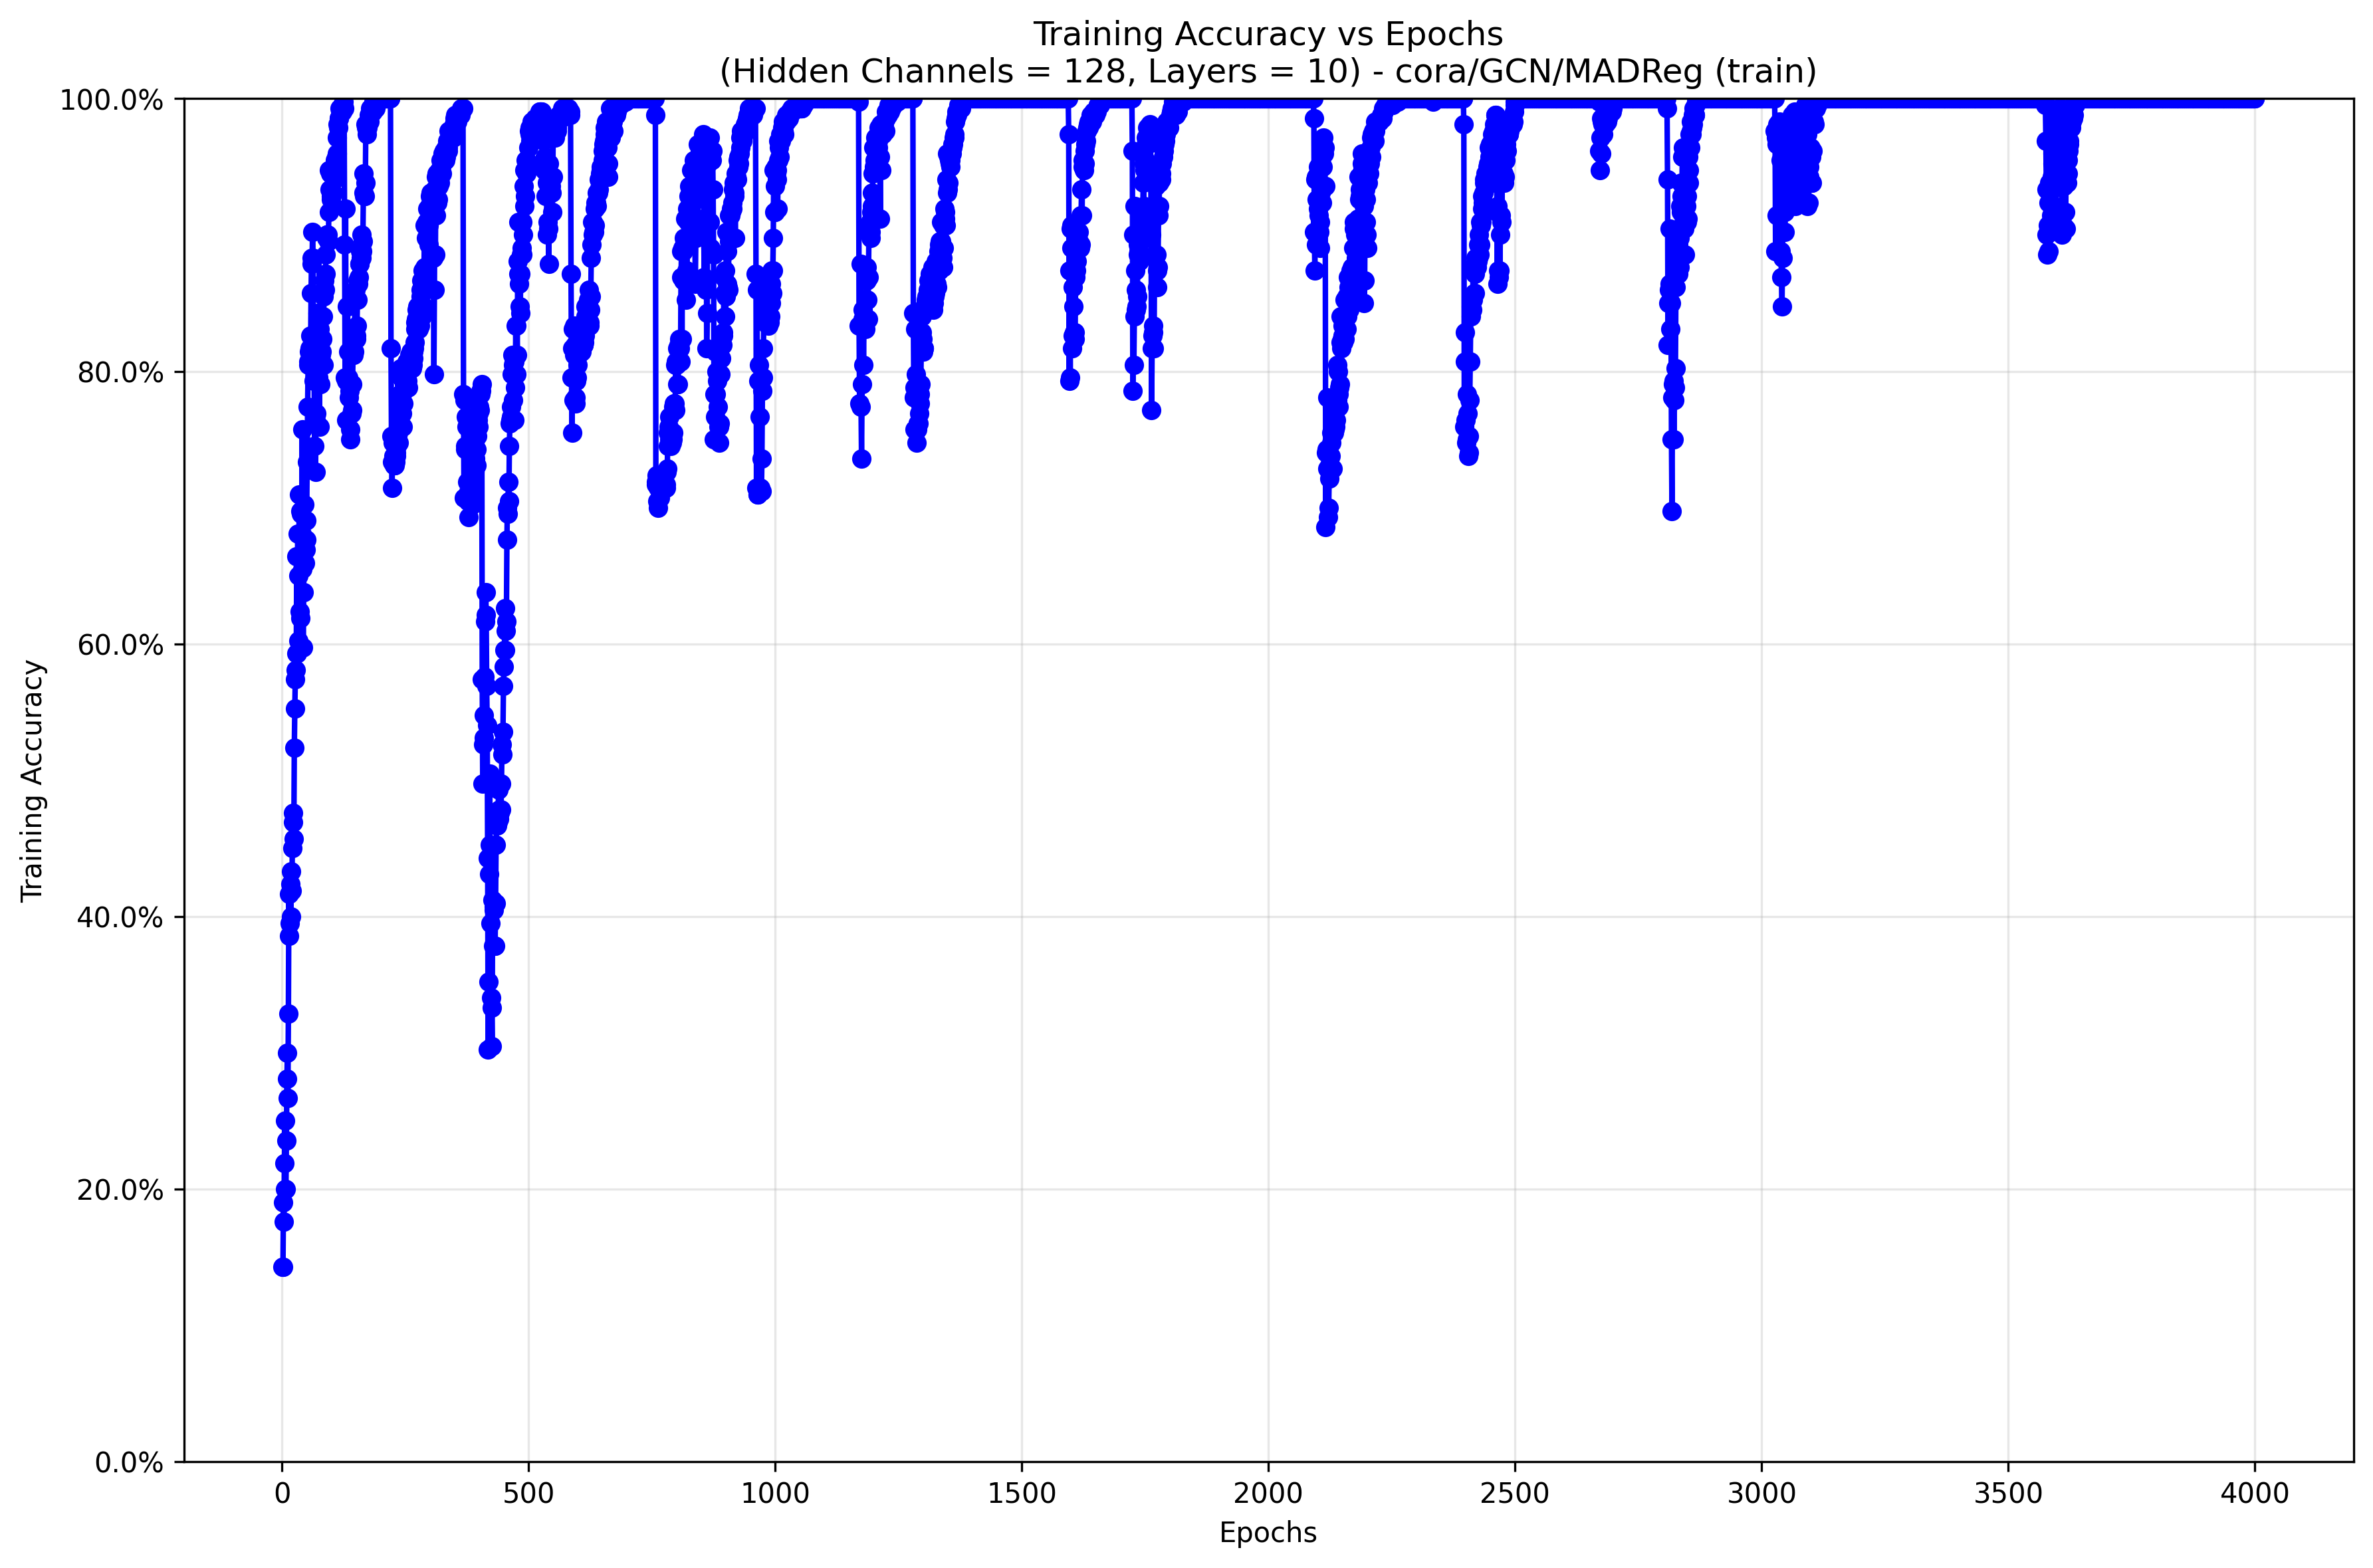 Training Accuracy vs Epochs
(Hidden Channels = 128, Layers = 10) - cora/GCN/MADReg (train)
100.0%
80.0%
60.0%
40.0%
20.0%
0.0%
Training Accuracy
0 500 1000 1500 2000 2500 3000 3500 4000
Epochs